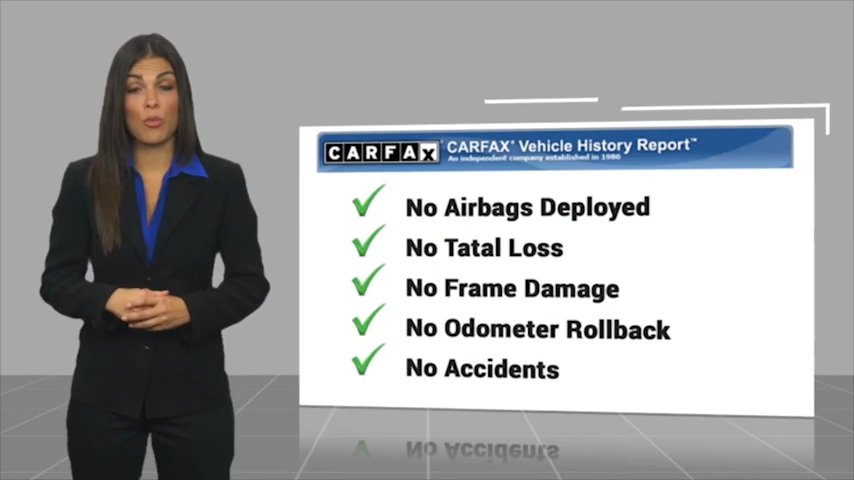 CARFAX CARFAX® Vehicle History Report™
An independent company established in 1986
No Airbags Deployed
No Tatal Loss
No Frame Damage
No Odometer Rollback
No Accidents
No Accidents